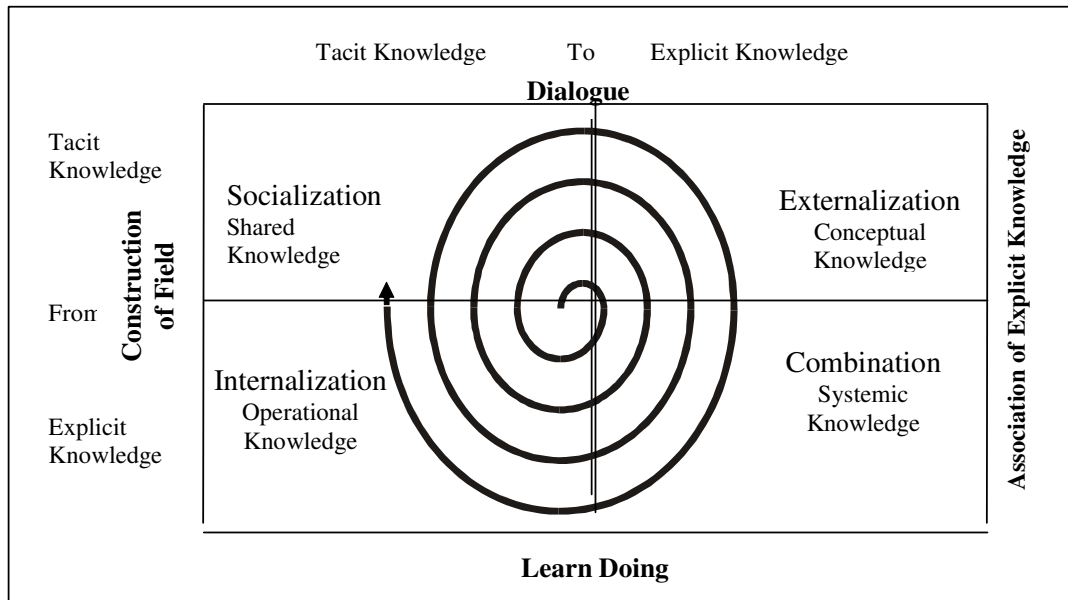 Tacit Knowledge To Explicit Knowledge
Dialogue
Tacit
Knowledge
Socialization
Shared
Knowledge
Externalization
Conceptual
Knowledge
Construction
of Field
From
Association of Explicit Knowledge
Internalization
Operational
Knowledge
Combination
Systemic
Knowledge
Explicit
Knowledge
Learn Doing